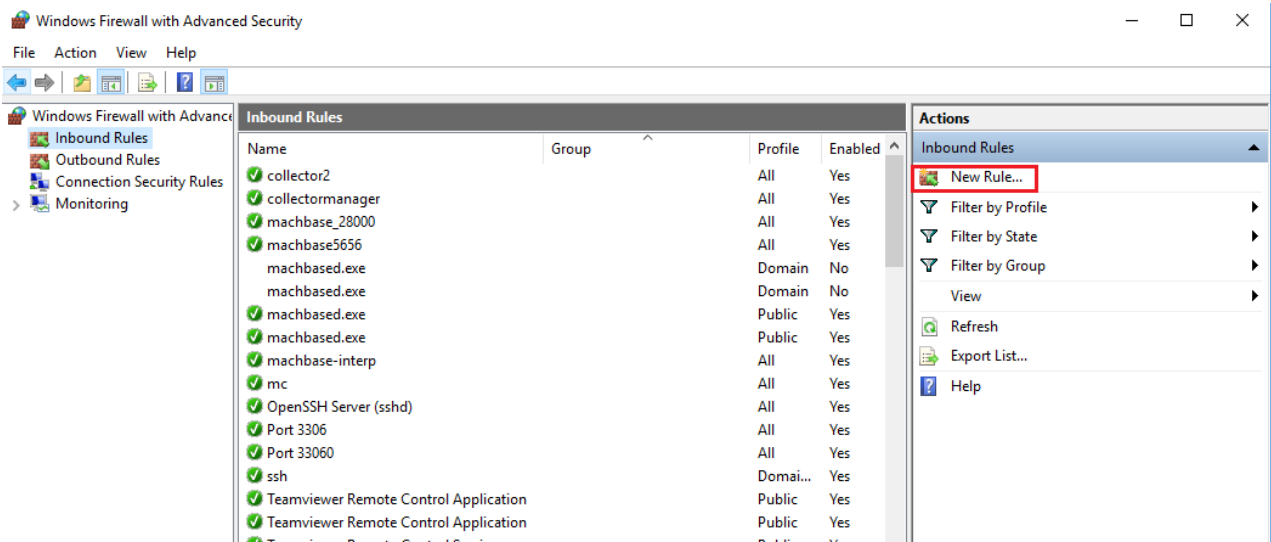 Windows Firewall with Advanced Security
File Action View Help
Windows Firewall with Advance
Inbound Rules
Outbound Rules
Connection Security Rules
Monitoring
Inbound Rules
Name Group Profile Enabled
collector2 All Yes
collectormanager All Yes
machbase_28000 All Yes
machbase5656 All Yes
machbased.exe Domain No
machbased.exe Domain No
machbased.exe Public Yes
machbased.exe Public Yes
machbase-interp All Yes
mc All Yes
OpenSSH Server (sshd) All Yes
Port 3306 All Yes
Port 33060 All Yes
ssh Domai... Yes
Teamviewer Remote Control Application Public Yes
Teamviewer Remote Control Application Public Yes
Actions
Inbound Rules
New Rule...
Filter by Profile
Filter by State
Filter by Group
View
Refresh
Export List...
Help